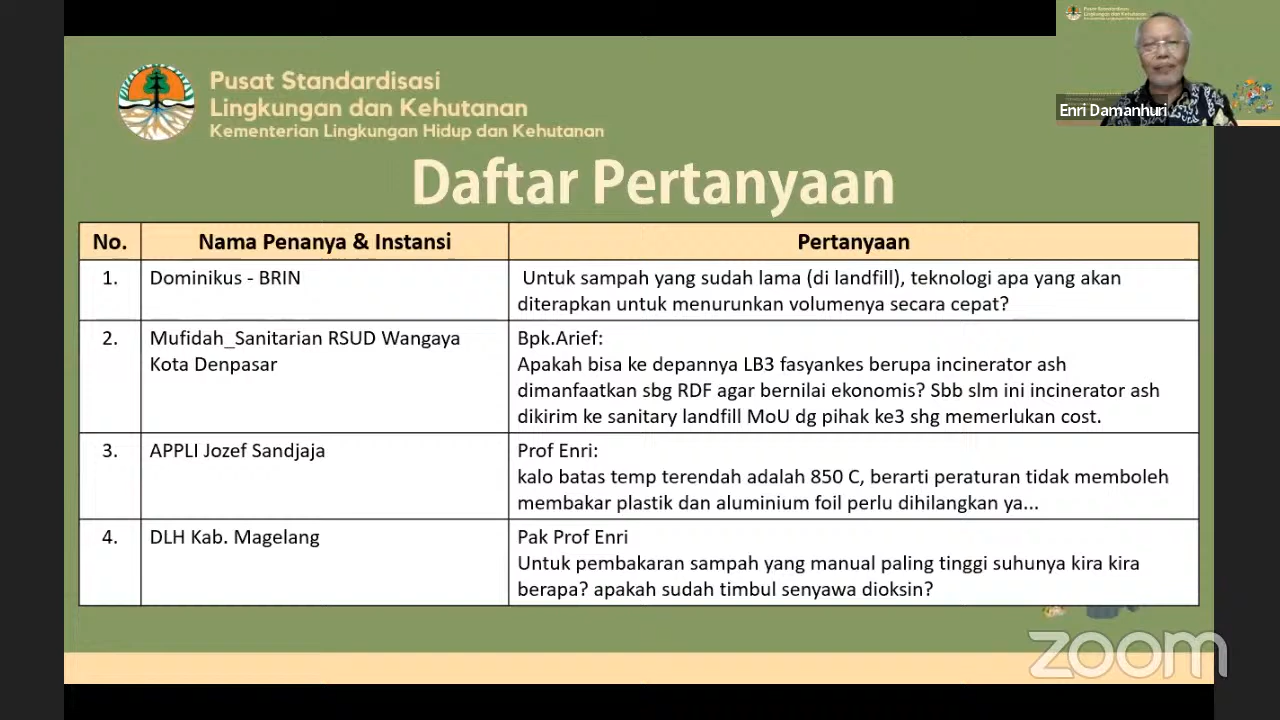 Pusat Standardisasi
Lingkungan dan Kehutanan
Kementerian Lingkungan Hidup dan Kehutanan
Pusat Standardisasi
Lingkungan dan Kehutanan
Enri Damanhuri
Daftar Pertanyaan
No. Nama Penanya & Instansi Pertanyaan
1. Dominikus - BRIN Untuk sampah yang sudah lama (di landfill), teknologi apa yang akan
diterapkan untuk menurunkan volumenya secara cepat?
2. Mufidah_Sanitarian RSUD Wangaya Bpk.Arief:
Kota Denpasar Apakah bisa ke depannya LB3 fasyankes berupa incinerator ash
dimanfaatkan sbg RDF agar bernilai ekonomis? Sbb slm ini incinerator ash
dikirim ke sanitary landfill MoU dg pihak ke3 shg memerlukan cost.
3. APPLI Jozef Sandjaja Prof Enri:
kalo batas temp terendah adalah 850 C, berarti peraturan tidak memboleh
membakar plastik dan aluminium foil perlu dihilangkan ya...
4. DLH Kab. Magelang Pak Prof Enri
Untuk pembakaran sampah yang manual paling tinggi suhunya kira kira
berapa? apakah sudah timbul senyawa dioksin?
zoom